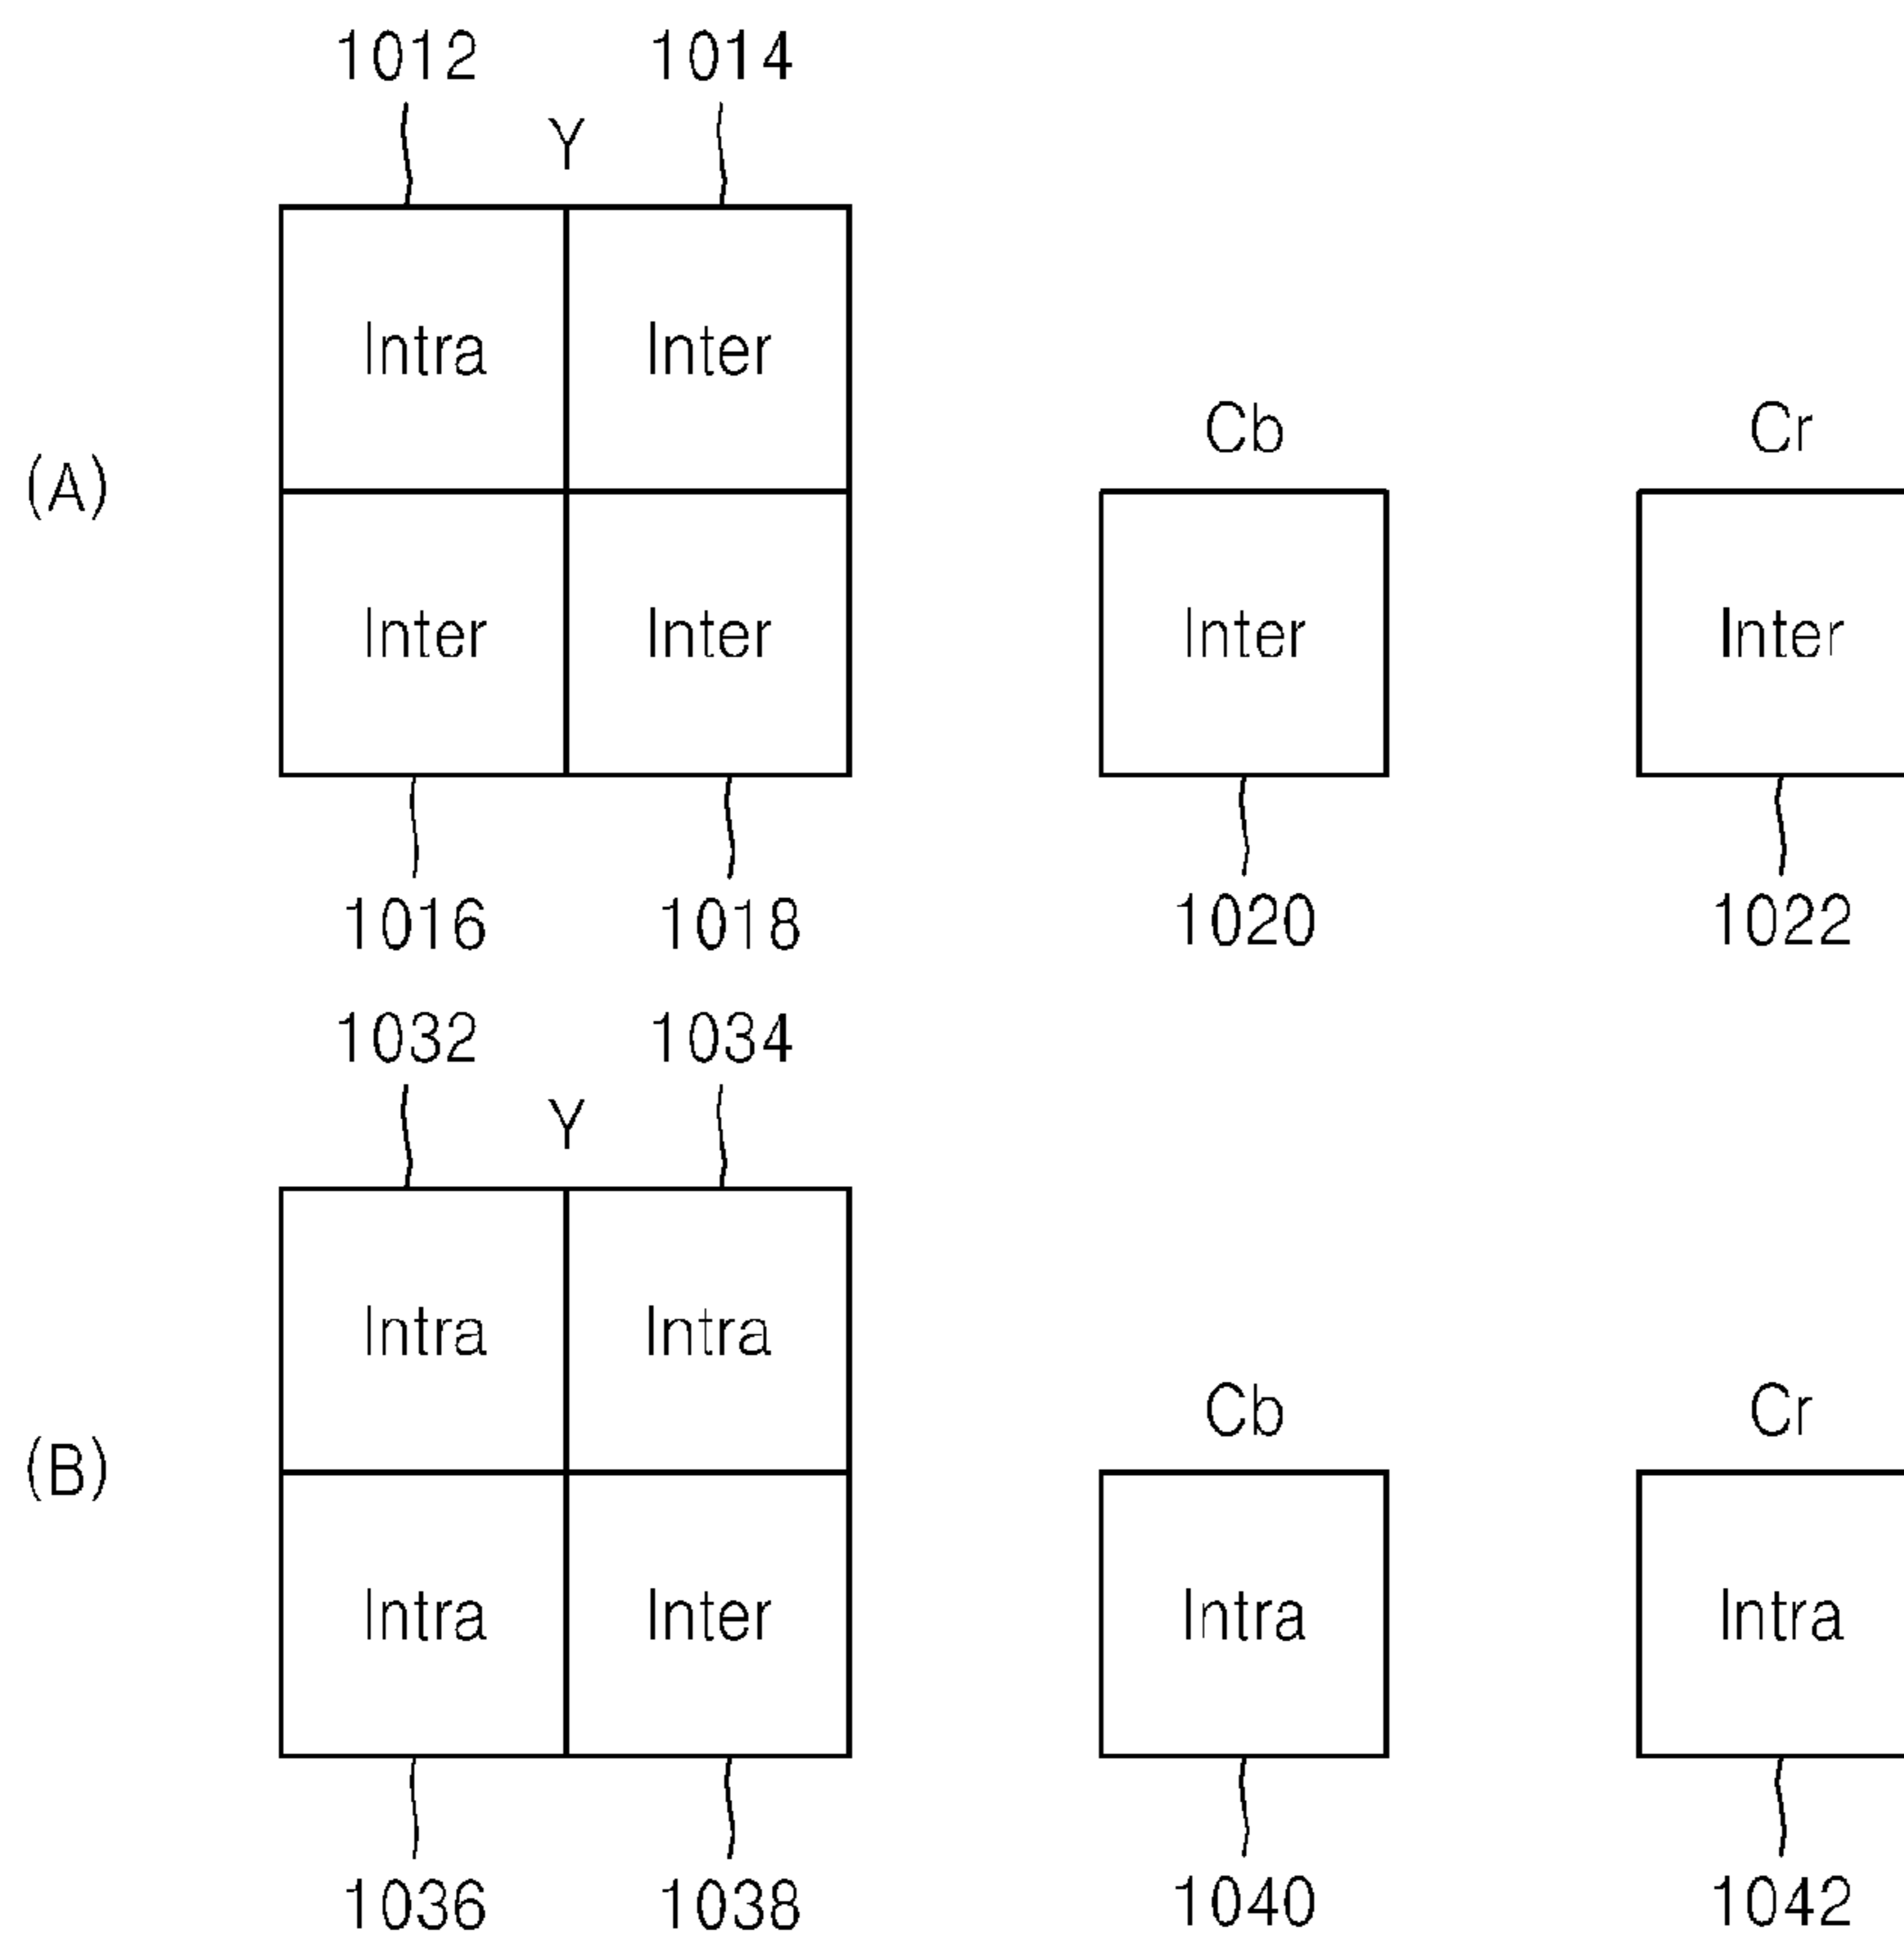 1012 1014
Y
Intra Inter
Cb Cr
(A)
Inter Inter Inter Inter
1016 1018 1020 1022
1032 1034
Y
Intra Intra
Cb Cr
(B)
Intra Inter Intra Intra
1036 1038 1040 1042